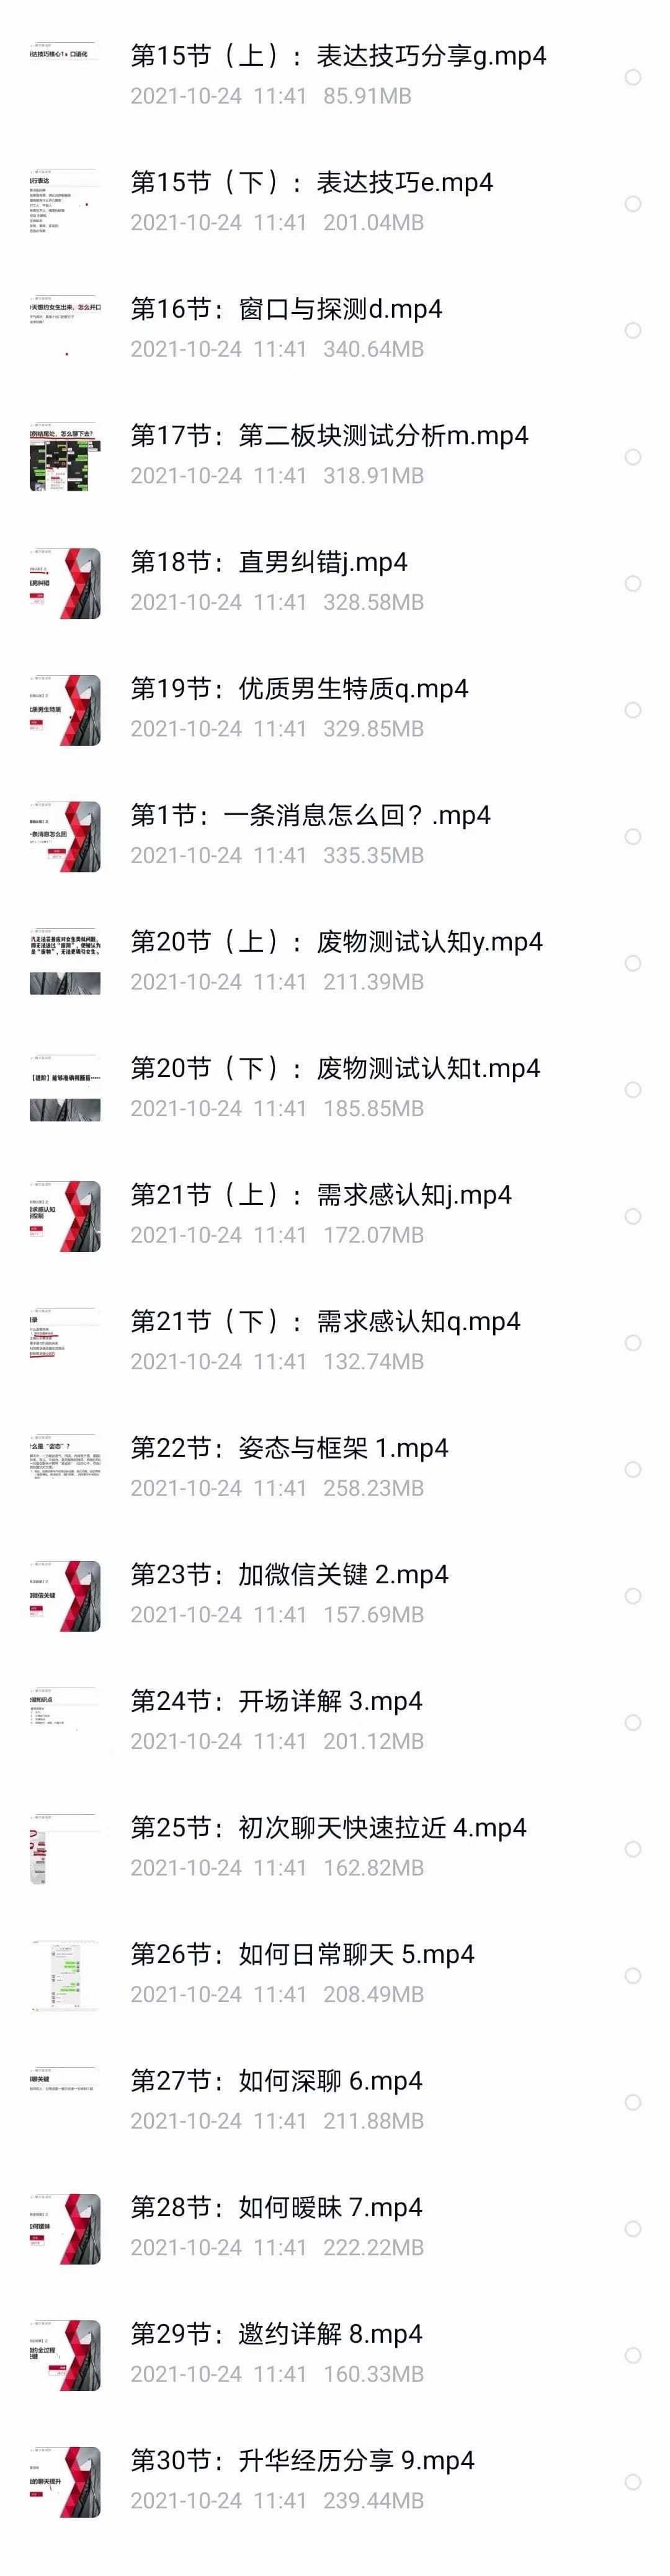 第15节（上）：表达技巧分享g.mp4
2021-10-24 11:41 85.91MB
第15节（下）：表达技巧e.mp4
2021-10-24 11:41 201.04MB
第16节：窗口与探测d.mp4
2021-10-24 11:41 340.64MB
第17节：第二板块测试分析m.mp4
2021-10-24 11:41 318.91MB
第18节：直男纠错j.mp4
2021-10-24 11:41 328.58MB
第19节：优质男生特质q.mp4
2021-10-24 11:41 329.85MB
第1节：一条消息怎么回？.mp4
2021-10-24 11:41 335.35MB
第20节（上）：废物测试认知y.mp4
2021-10-24 11:41 211.39MB
第20节（下）：废物测试认知t.mp4
2021-10-24 11:41 185.85MB
第21节（上）：需求感认知j.mp4
2021-10-24 11:41 172.07MB
第21节（下）：需求感认知q.mp4
2021-10-24 11:41 132.74MB
第22节：姿态与框架 1.mp4
2021-10-24 11:41 258.23MB
第23节：加微信关键 2.mp4
2021-10-24 11:41 157.69MB
第24节：开场详解 3.mp4
2021-10-24 11:41 201.12MB
第25节：初次聊天快速拉近 4.mp4
2021-10-24 11:41 162.82MB
第26节：如何日常聊天 5.mp4
2021-10-24 11:41 208.49MB
第27节：如何深聊 6.mp4
2021-10-24 11:41 211.88MB
第28节：如何暧昧 7.mp4
2021-10-24 11:41 222.22MB
第29节：邀约详解 8.mp4
2021-10-24 11:41 160.33MB
第30节：升华经历分享 9.mp4
2021-10-24 11:41 239.44MB